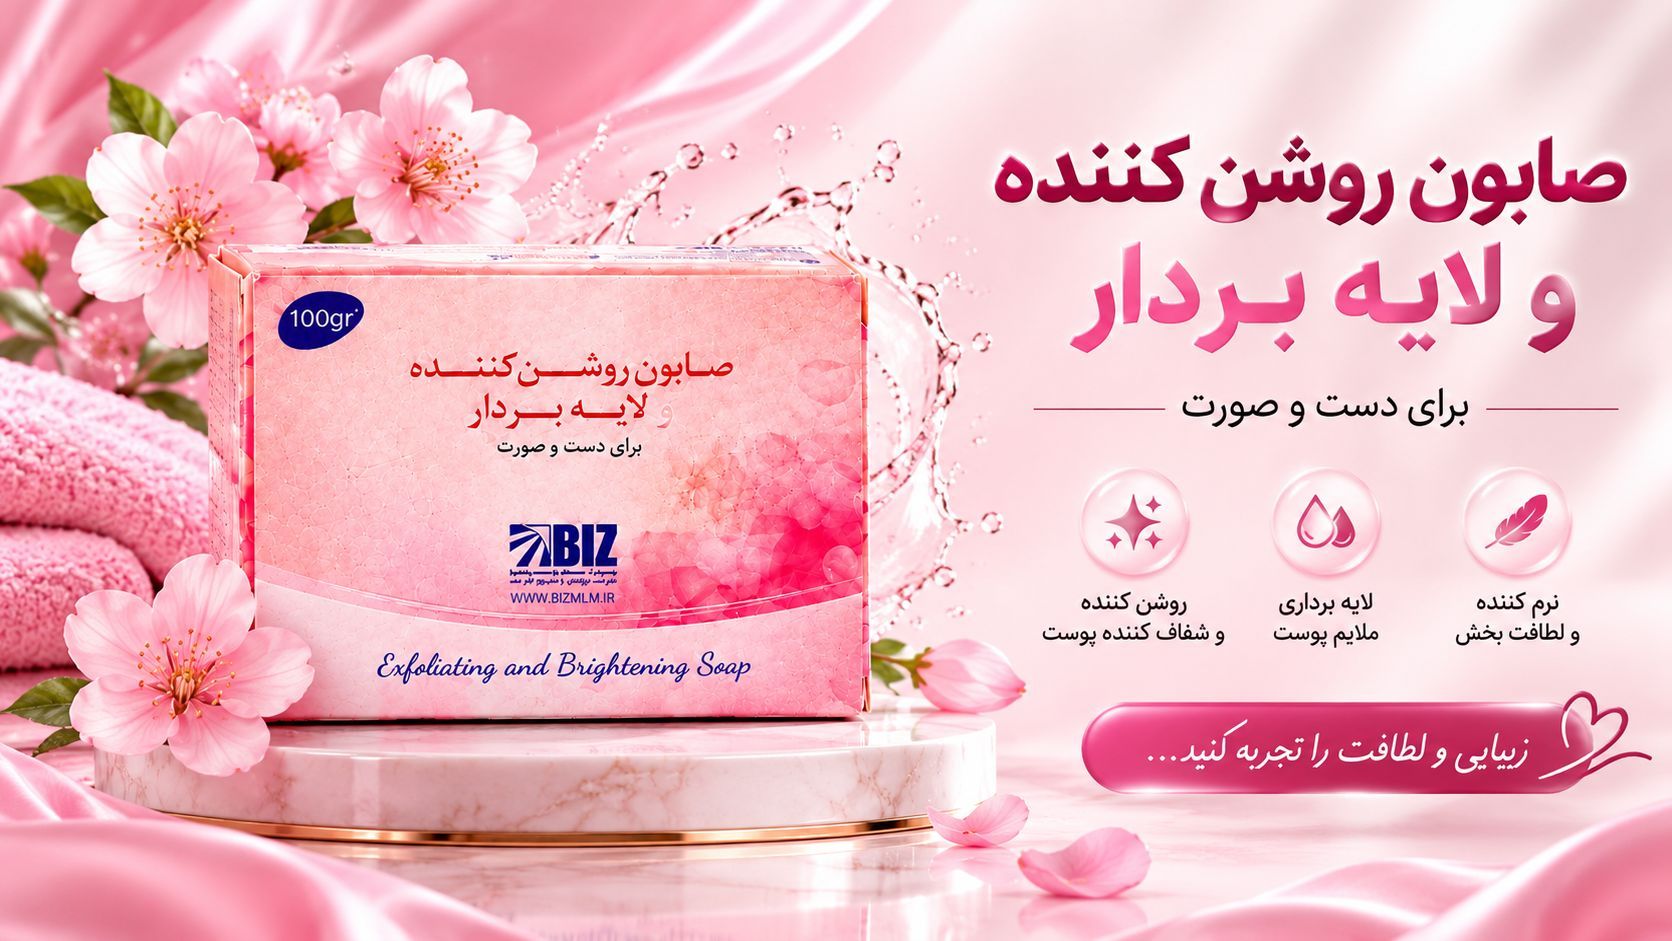 صابون روشن کننده
و لایه بردار
برای دست و صورت
نرم کننده
و لطافت بخش
لایه برداری
ملایم پوست
روشن کننده
و شفاف کننده پوست
زیبایی و لطافت را تجربه کنید...
100gr
صابون روشن کننده
و لایه بردار
برای دست و صورت
BIZ
WWW.BIZMLM.IR
Exfoliating and Brightening Soap
BIZ